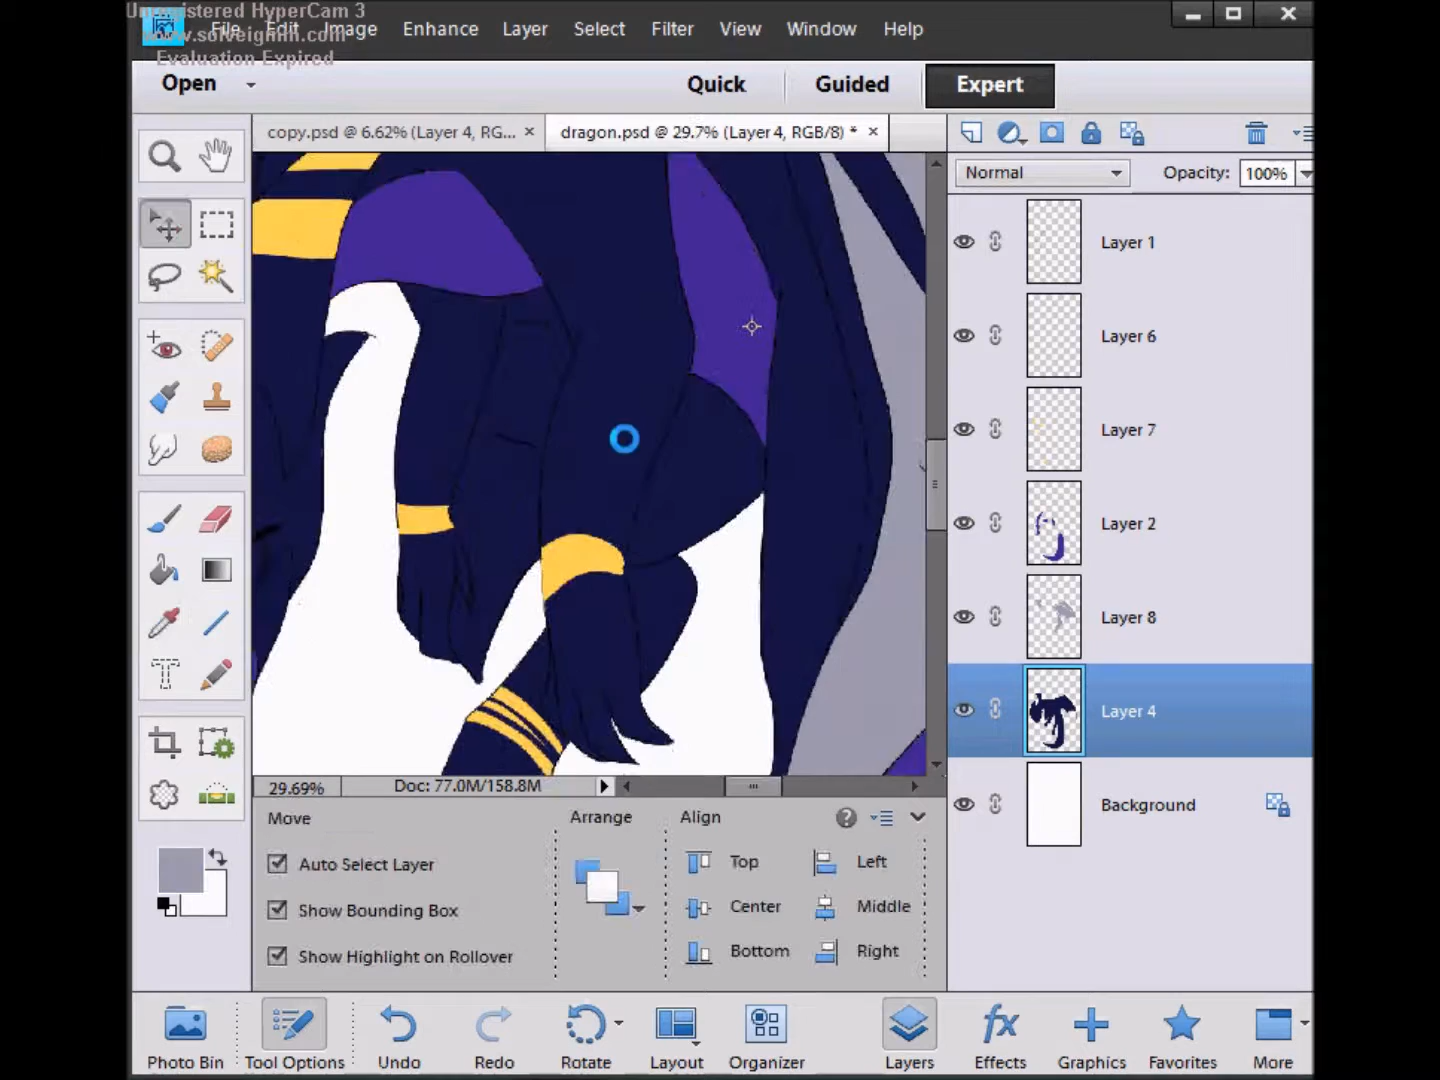 Unregistered HyperCam 3
www.solveigmm.com
Evaluation Expired
File Edit Image Enhance Layer Select Filter View Window Help
Open Quick Guided Expert
copy.psd @ 6.62% (Layer 4, RG... × dragon.psd @ 29.7% (Layer 4, RGB/8) * ×
Normal Opacity: 100%
Layer 1
Layer 6
Layer 7
Layer 2
Layer 8
Layer 4
Background
29.69% Doc: 77.0M/158.8M
Move Arrange Align
Auto Select Layer Top Left
Show Bounding Box Center Middle
Show Highlight on Rollover Bottom Right
Photo Bin Tool Options Undo Redo Rotate Layout Organizer Layers Effects Graphics Favorites More